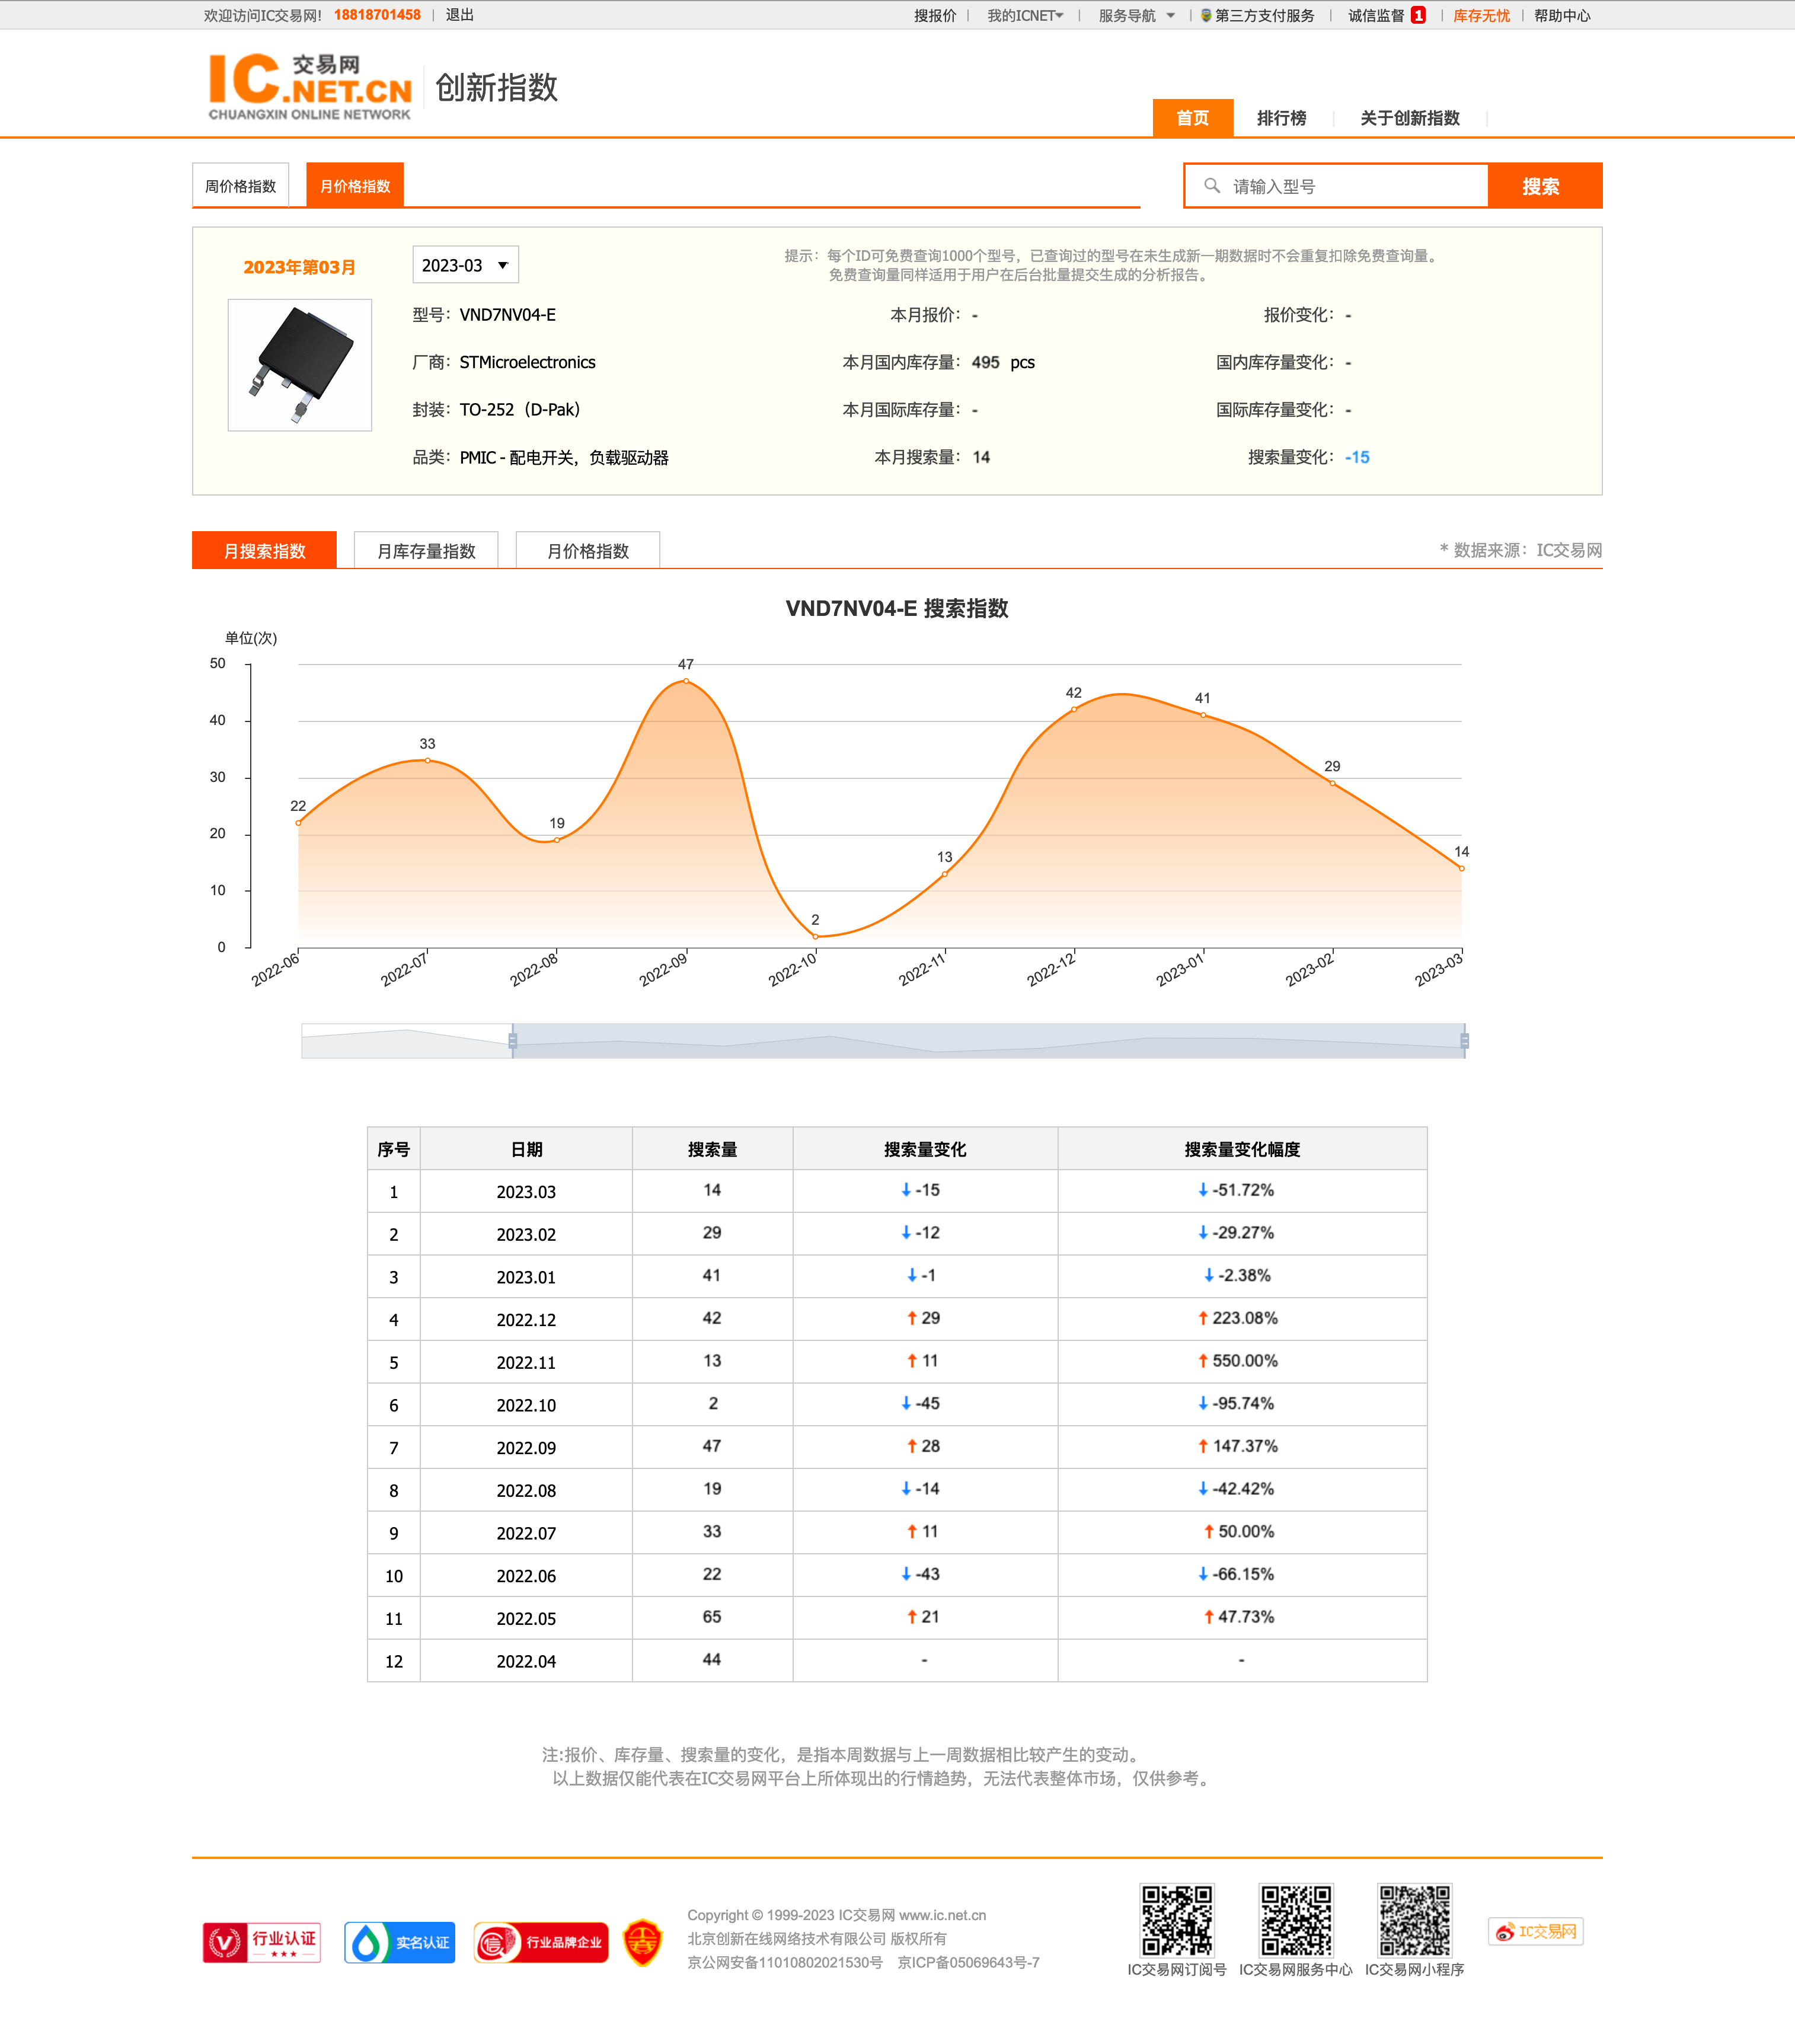 欢迎访问IC交易网! 18818701458 | 退出 搜报价 | 我的ICNET | 服务导航 | 第三方支付服务 | 诚信监督 1 | 库存无忧 | 帮助中心
IC 交易网 .NET.CN
CHUANGXIN ONLINE NETWORK
创新指数
首页 排行榜 关于创新指数
周价格指数 月价格指数 请输入型号 搜索
2023年第03月 2023-03
提示：每个ID可免费查询1000个型号，已查询过的型号在未生成新一期数据时不会重复扣除免费查询量。
免费查询量同样适用于用户在后台批量提交生成的分析报告。
型号：VND7NV04-E 本月报价：- 报价变化：-
厂商：STMicroelectronics 本月国内库存量：495 pcs 国内库存量变化：-
封装：TO-252（D-Pak） 本月国际库存量：- 国际库存量变化：-
品类：PMIC - 配电开关，负载驱动器 本月搜索量：14 搜索量变化：-15
月搜索指数 月库存量指数 月价格指数 * 数据来源：IC交易网
VND7NV04-E 搜索指数
单位(次)
50
40
30
20
10
0
22 33 19 47 2 13 42 41 29 14
2022-06 2022-07 2022-08 2022-09 2022-10 2022-11 2022-12 2023-01 2023-02 2023-03
序号 日期 搜索量 搜索量变化 搜索量变化幅度
1 2023.03 14 ↓ -15 ↓ -51.72%
2 2023.02 29 ↓ -12 ↓ -29.27%
3 2023.01 41 ↓ -1 ↓ -2.38%
4 2022.12 42 ↑ 29 ↑ 223.08%
5 2022.11 13 ↑ 11 ↑ 550.00%
6 2022.10 2 ↓ -45 ↓ -95.74%
7 2022.09 47 ↑ 28 ↑ 147.37%
8 2022.08 19 ↓ -14 ↓ -42.42%
9 2022.07 33 ↑ 11 ↑ 50.00%
10 2022.06 22 ↓ -43 ↓ -66.15%
11 2022.05 65 ↑ 21 ↑ 47.73%
12 2022.04 44 - -
注:报价、库存量、搜索量的变化，是指本周数据与上一周数据相比较产生的变动。
以上数据仅能代表在IC交易网平台上所体现出的行情趋势，无法代表整体市场，仅供参考。
行业认证 实名认证 信 行业品牌企业
Copyright © 1999-2023 IC交易网 www.ic.net.cn
北京创新在线网络技术有限公司 版权所有
京公网安备11010802021530号 京ICP备05069643号-7
IC交易网订阅号 IC交易网服务中心 IC交易网小程序
IC交易网